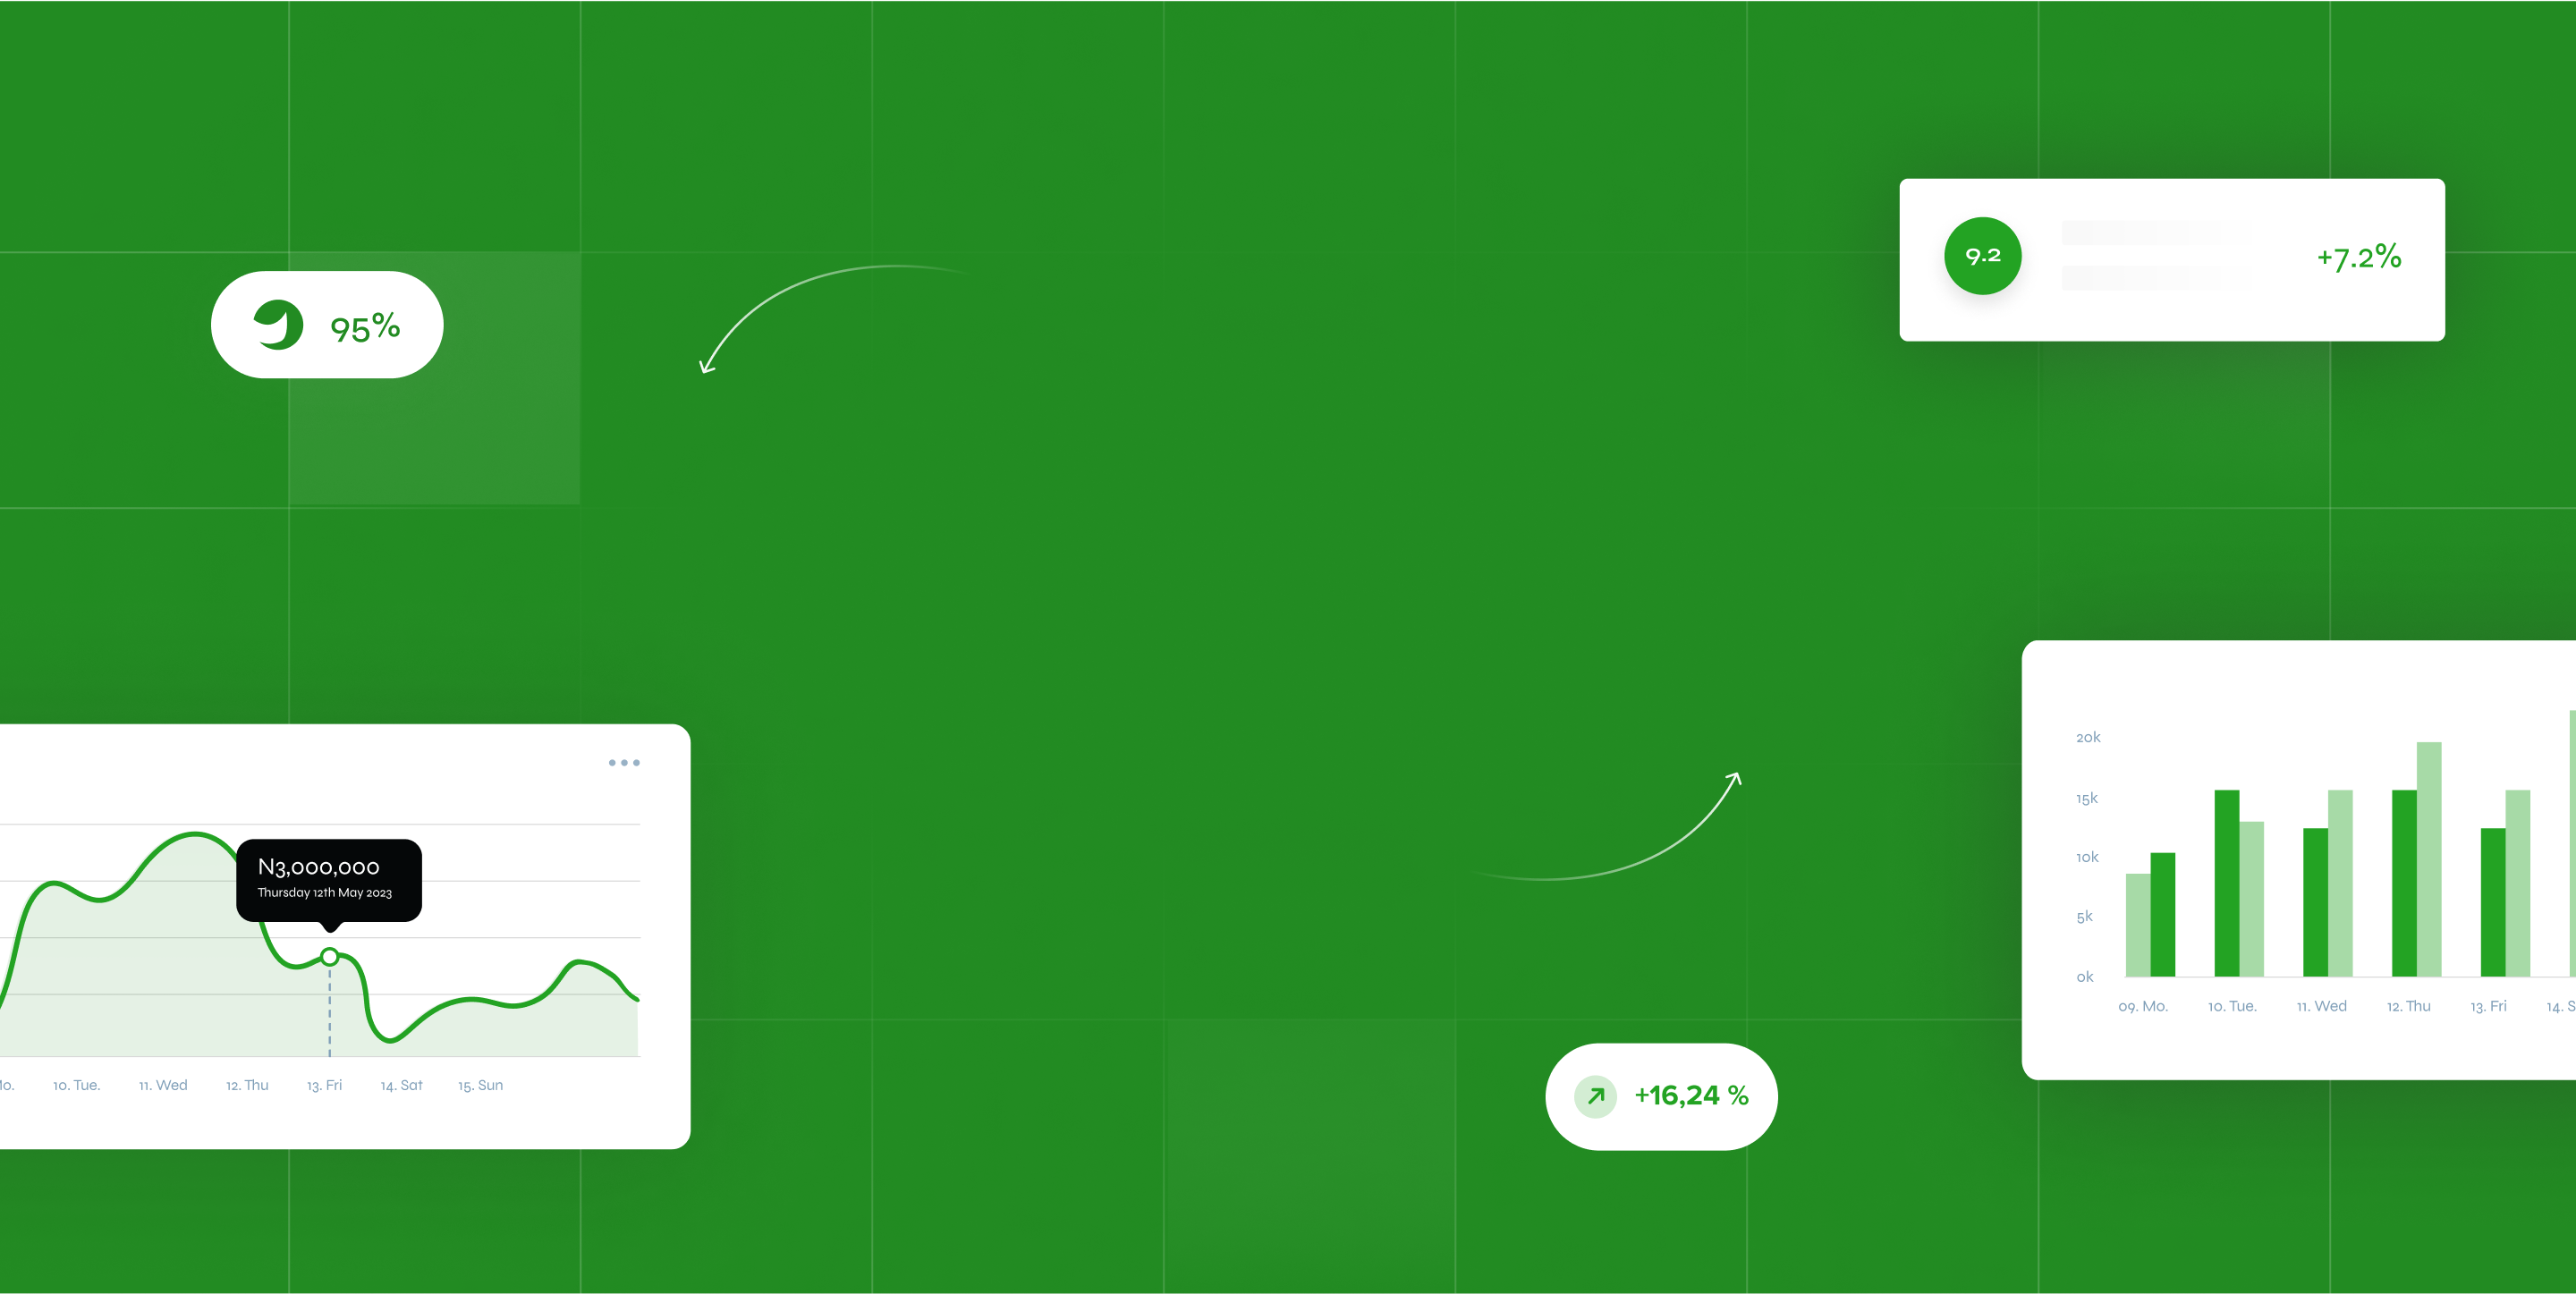 9.2
+7.2%
95%
20k
15k
10k
5k
0k
09. Mo.
10. Tue.
11. Wed
12. Thu
13. Fri
14. S
N3,000,000
Thursday 12th May 2023
Mo.
10. Tue.
11. Wed
12. Thu
13. Fri
14. Sat
15. Sun
+16,24 %